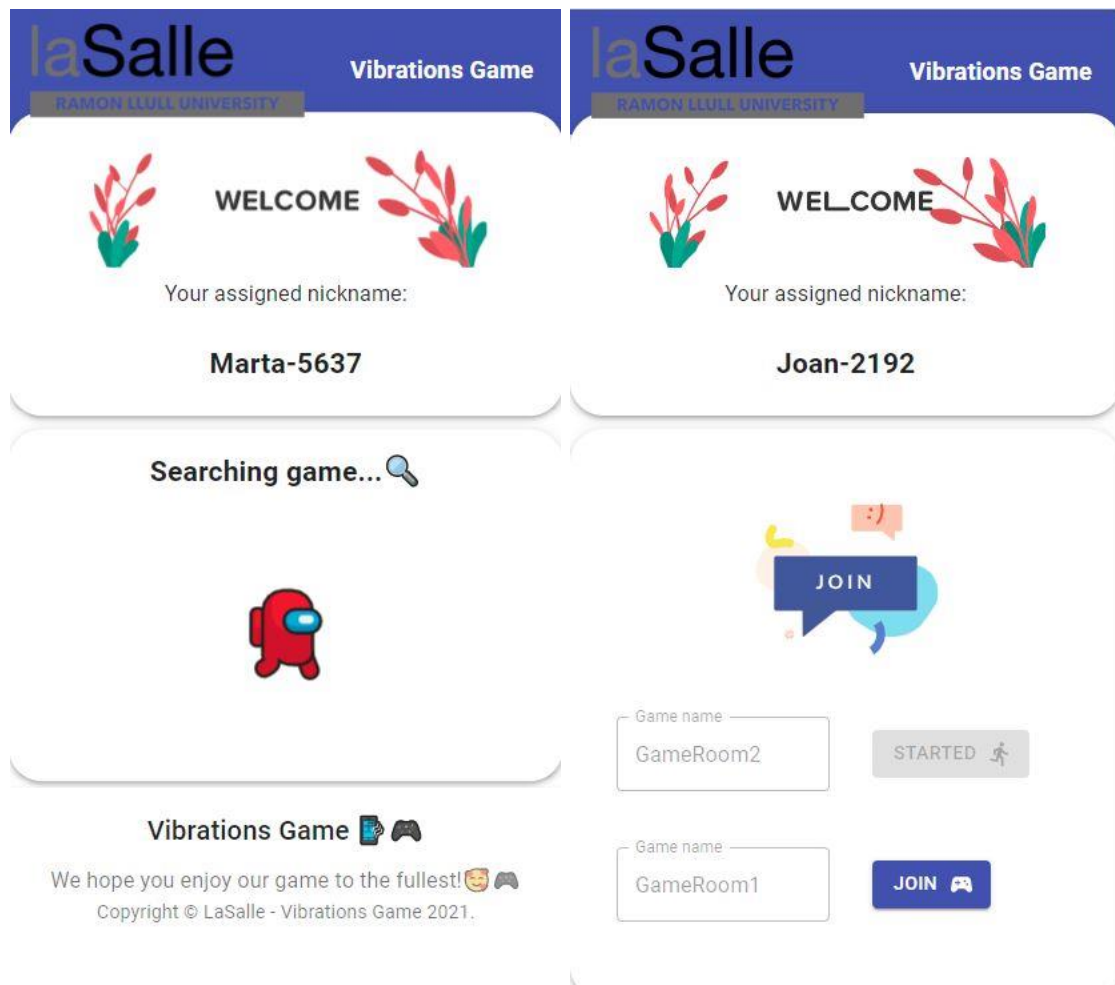 laSalle
Vibrations Game
RAMON LLULL UNIVERSITY
WELCOME
Your assigned nickname:
Marta-5637
Searching game...
Vibrations Game
We hope you enjoy our game to the fullest!
Copyright © LaSalle - Vibrations Game 2021.
laSalle
Vibrations Game
RAMON LLULL UNIVERSITY
WELCOME
Your assigned nickname:
Joan-2192
:)
JOIN
Game name
GameRoom2
STARTED
Game name
GameRoom1
JOIN